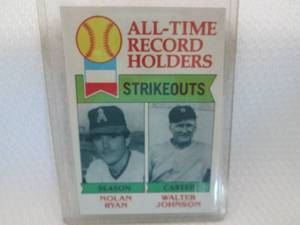 ALL-TIME
RECORD
HOLDERS
STRIKEOUTS
SEASON
NOLAN
RYAN
CAREER
WALTER
JOHNSON